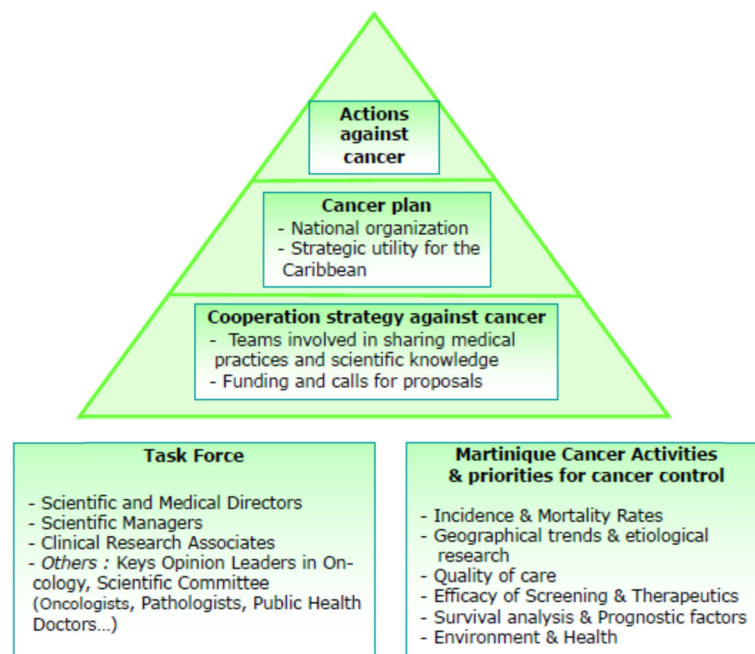 Actions
against
cancer
Cancer plan
- National organization
- Strategic utility for the
Caribbean
Cooperation strategy against cancer
- Teams involved in sharing medical
practices and scientific knowledge
- Funding and calls for proposals
Task Force
- Scientific and Medical Directors
- Scientific Managers
- Clinical Research Associates
- Others : Keys Opinion Leaders in On-
cology, Scientific Committee
(Oncologists, Pathologists, Public Health
Doctors...)
Martinique Cancer Activities
& priorities for cancer control
- Incidence & Mortality Rates
- Geographical trends & etiological
research
- Quality of care
- Efficacy of Screening & Therapeutics
- Survival analysis & Prognostic factors
- Environment & Health